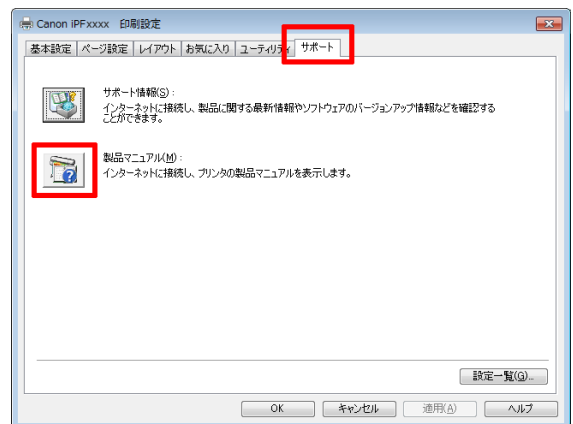 Canon iPFxxxx 印刷設定
基本設定 ページ設定 レイアウト お気に入り ユーティリティ サポート
サポート情報(S) :
インターネットに接続し、製品に関する最新情報やソフトウェアのバージョンアップ情報などを確認する
ことができます。
製品マニュアル(M) :
インターネットに接続し、プリンタの製品マニュアルを表示します。
設定一覧(G)...
OK キャンセル 適用(A) ヘルプ